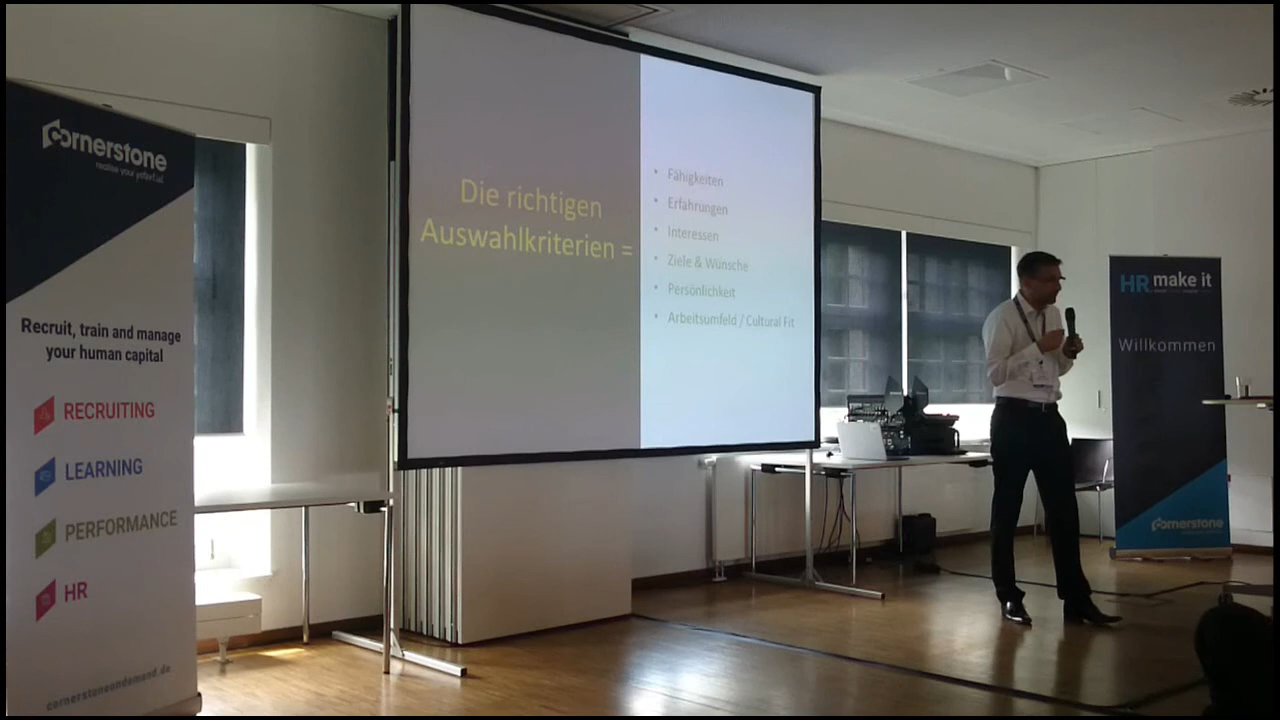 cornerstone
realise your potential.
Recruit, train and manage
your human capital
RECRUITING
LEARNING
PERFORMANCE
HR
cornerstoneondemand.de
Die richtigen
Auswahlkriterien =
• Fähigkeiten
• Erfahrungen
• Interessen
• Ziele & Wünsche
• Persönlichkeit
• Arbeitsumfeld / Cultural Fit
HR make it
Willkommen
cornerstone